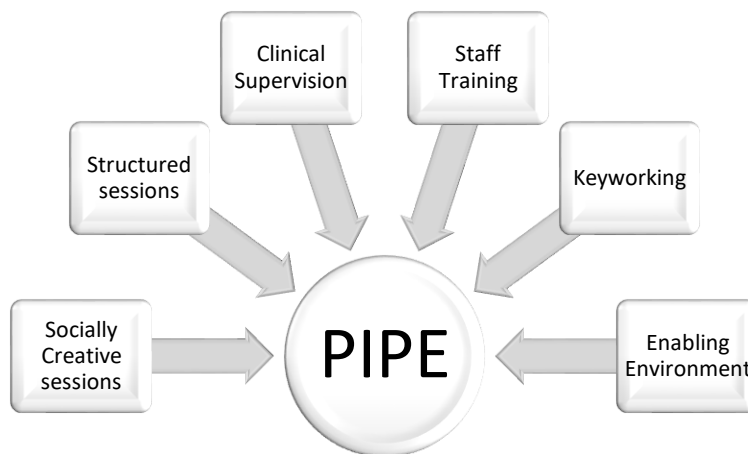 Clinical
Supervision
Staff
Training
Structured
sessions
Keyworking
Socially
Creative
sessions
PIPE
Enabling
Environment